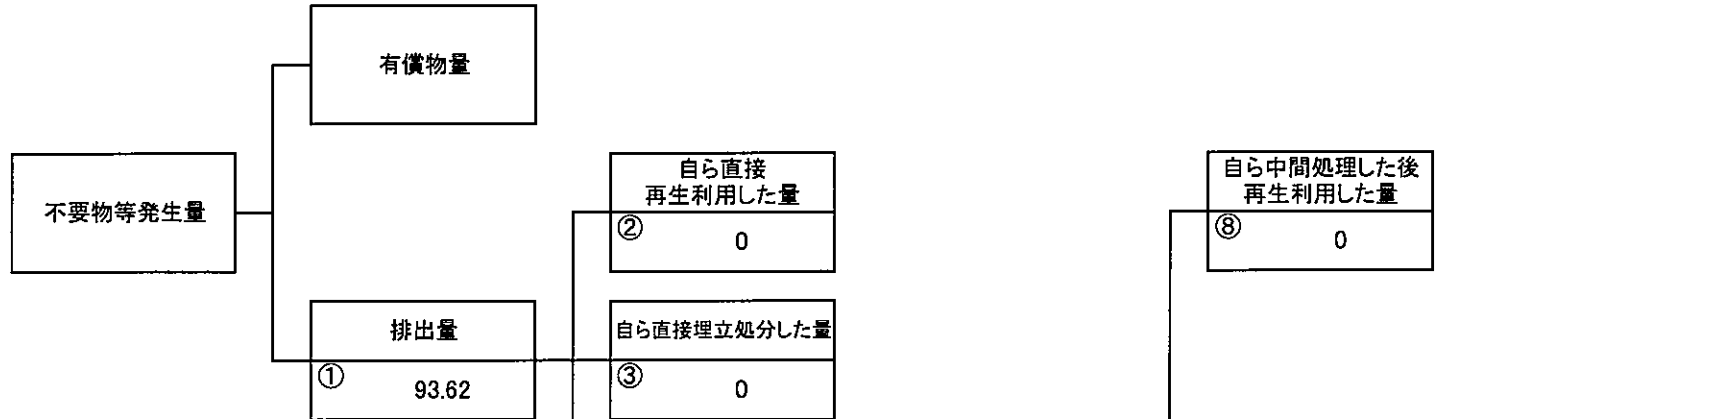 有償物量
不要物等発生量
自ら直接
再生利用した量
② 0
自ら中間処理した後
再生利用した量
⑧ 0
排出量
① 93.62
自ら直接埋立処分した量
③ 0